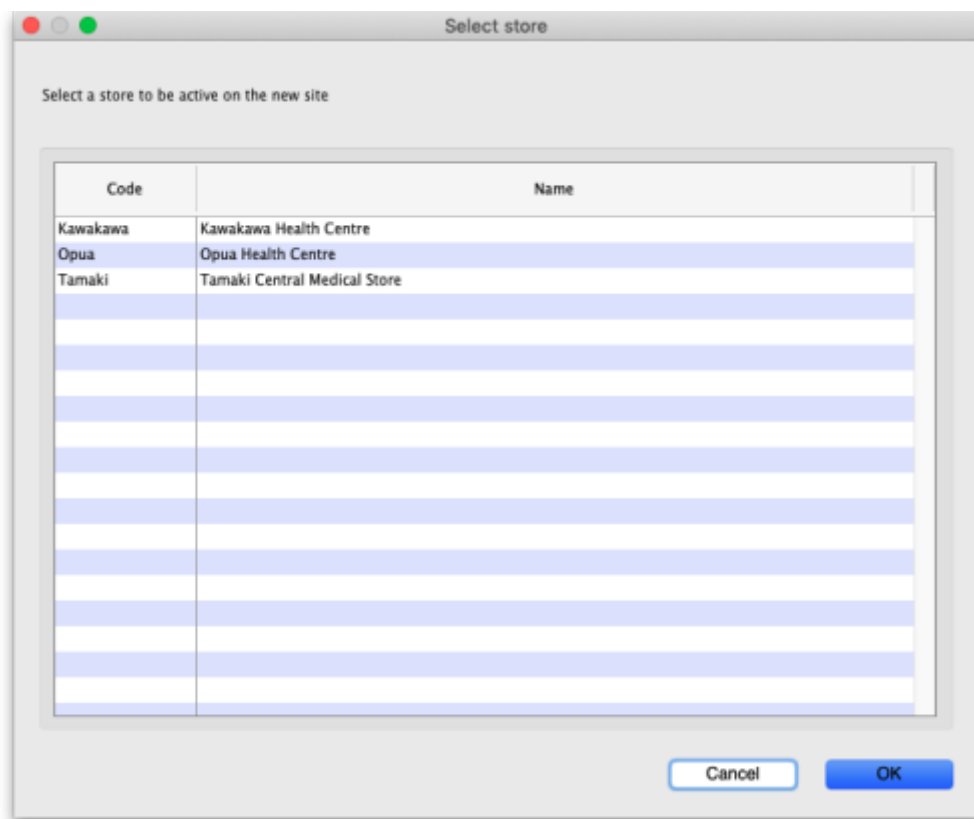 Select store
Select a store to be active on the new site
Code Name
Kawakawa Kawakawa Health Centre
Opua Opua Health Centre
Tamaki Tamaki Central Medical Store
Cancel OK